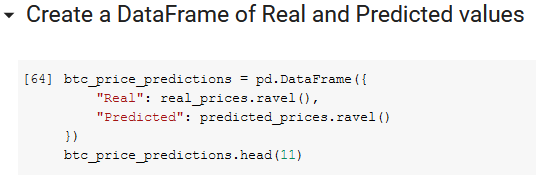 Create a DataFrame of Real and Predicted values
[64] btc_price_predictions = pd.DataFrame({
"Real": real_prices.ravel(),
"Predicted": predicted_prices.ravel()
})
btc_price_predictions.head(11)